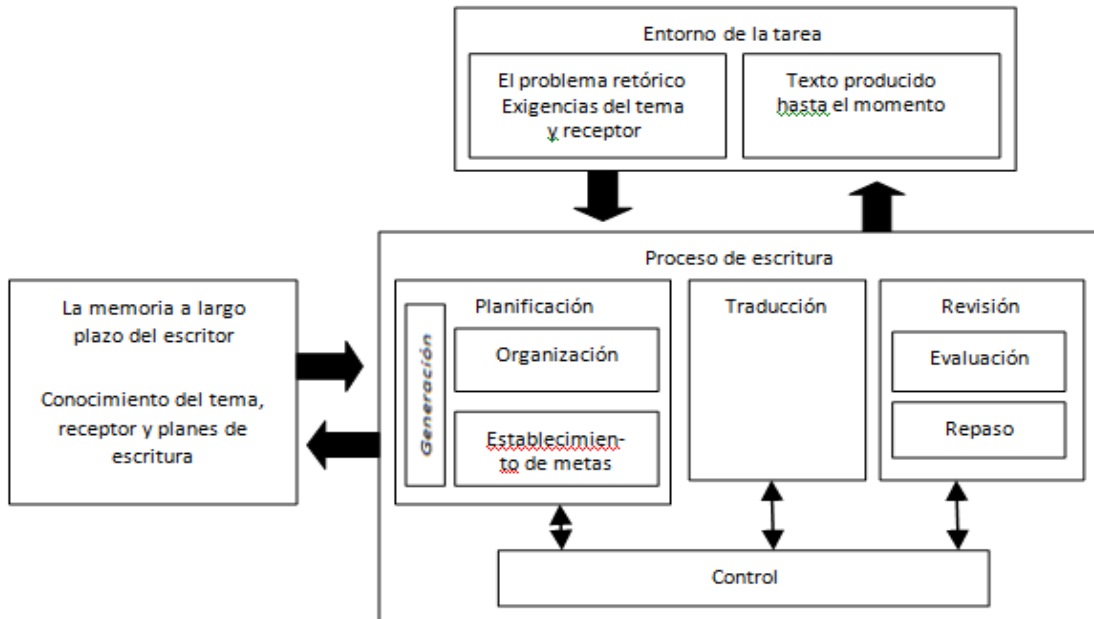 Entorno de la tarea
El problema retórico
Exigencias del tema
y receptor
Texto producido
hasta el momento
Proceso de escritura
La memoria a largo
plazo del escritor
Conocimiento del tema,
receptor y planes de
escritura
Planificación
Generación
Organización
Establecimien-
to de metas
Traducción
Revisión
Evaluación
Repaso
Control